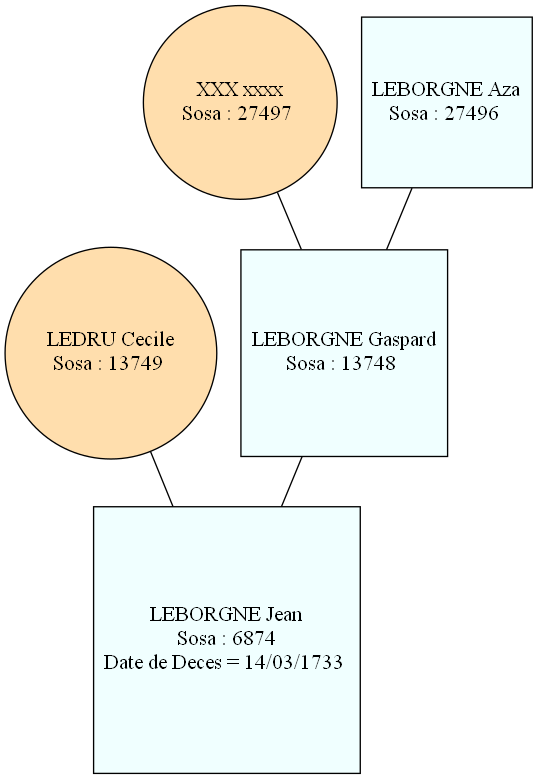 XXX xxxx
Sosa : 27497
LEBORGNE Aza
Sosa : 27496
LEDRU Cecile
Sosa : 13749
LEBORGNE Gaspard
Sosa : 13748
LEBORGNE Jean
Sosa : 6874
Date de Deces = 14/03/1733